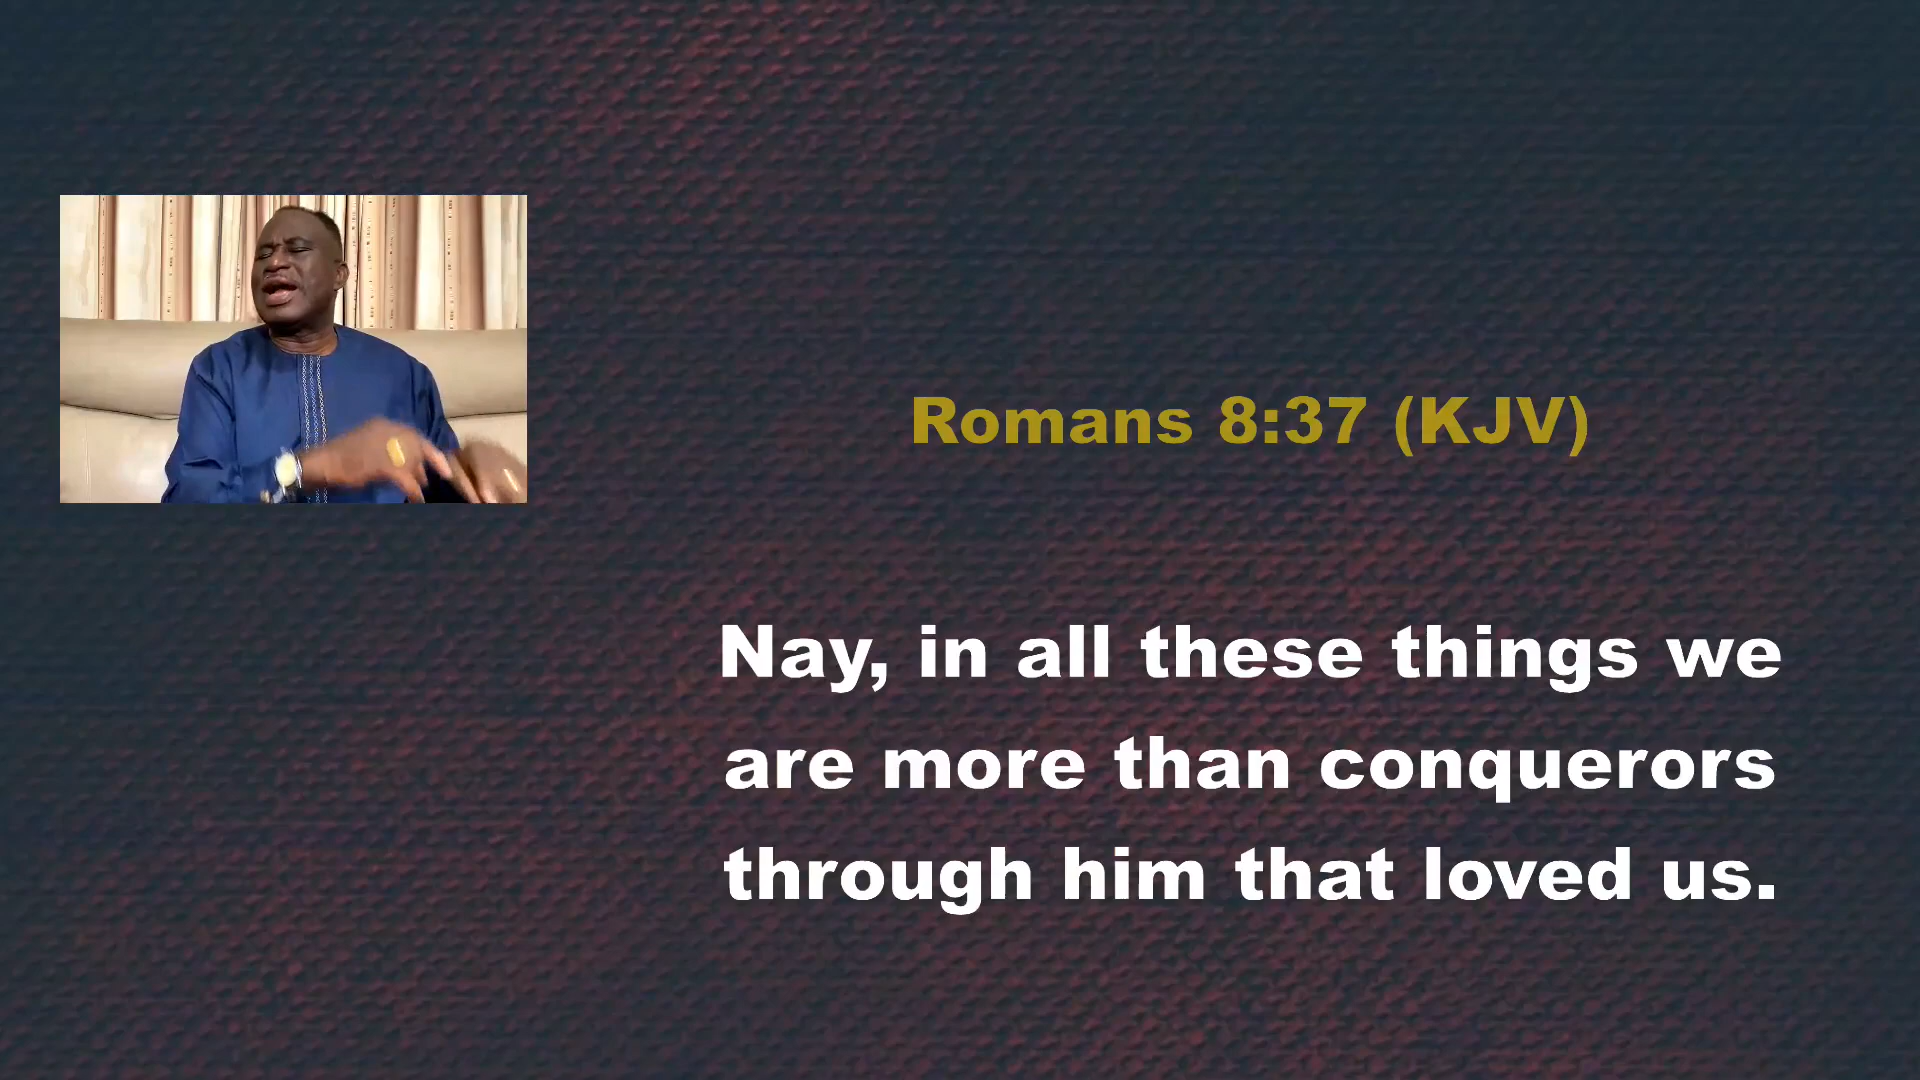 Romans 8:37 (KJV)
Nay, in all these things we
are more than conquerors
through him that loved us.